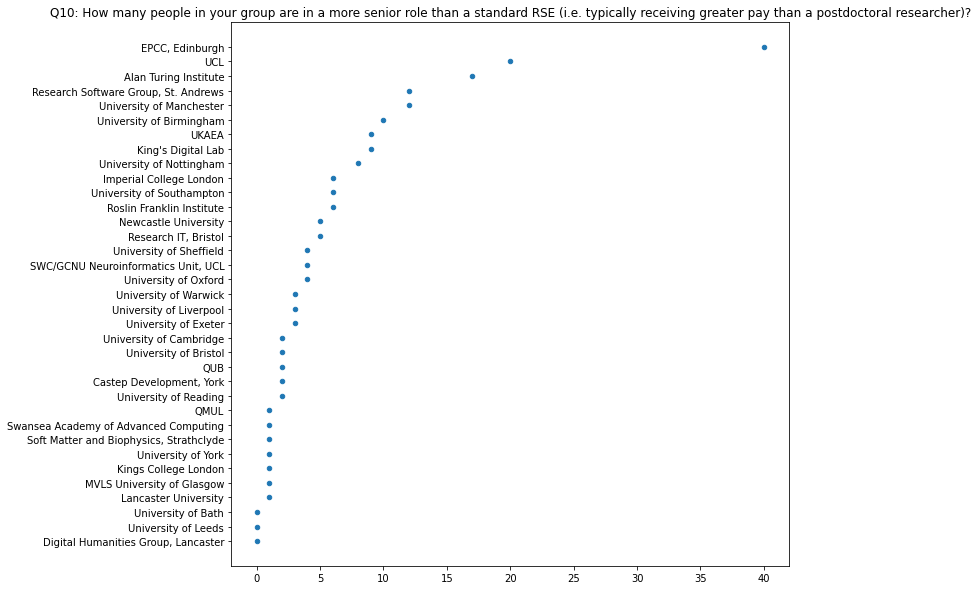 Q10: How many people in your group are in a more senior role than a standard RSE (i.e. typically receiving greater pay than a postdoctoral researcher)?
EPCC, Edinburgh
UCL
Alan Turing Institute
Research Software Group, St. Andrews
University of Manchester
University of Birmingham
UKAEA
King's Digital Lab
University of Nottingham
Imperial College London
University of Southampton
Roslin Franklin Institute
Newcastle University
Research IT, Bristol
University of Sheffield
SWC/GCNU Neuroinformatics Unit, UCL
University of Oxford
University of Warwick
University of Liverpool
University of Exeter
University of Cambridge
University of Bristol
QUB
Castep Development, York
University of Reading
QMUL
Swansea Academy of Advanced Computing
Soft Matter and Biophysics, Strathclyde
University of York
Kings College London
MVLS University of Glasgow
Lancaster University
University of Bath
University of Leeds
Digital Humanities Group, Lancaster
0 5 10 15 20 25 30 35 40